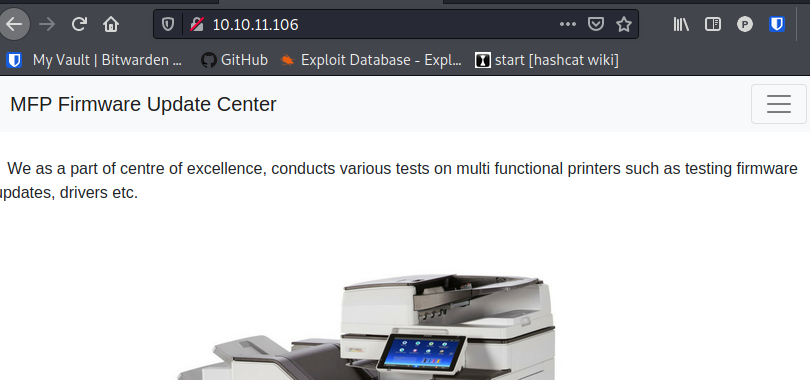 10.10.11.106
My Vault | Bitwarden ... GitHub Exploit Database - Expl... start [hashcat wiki]
MFP Firmware Update Center
We as a part of centre of excellence, conducts various tests on multi functional printers such as testing firmware
updates, drivers etc.